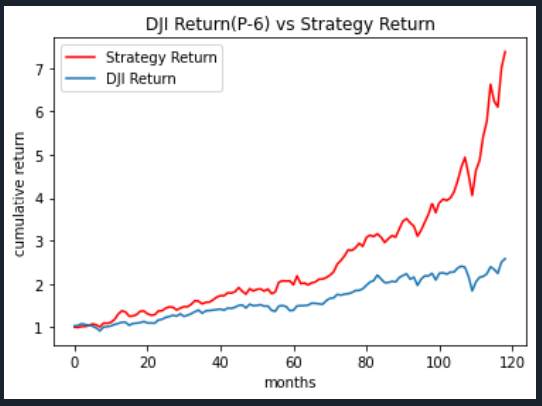 DJI Return(P-6) vs Strategy Return
Strategy Return
DJI Return
7
6
5
4
3
2
1
cumulative return
0
20
40
60
80
100
120
months